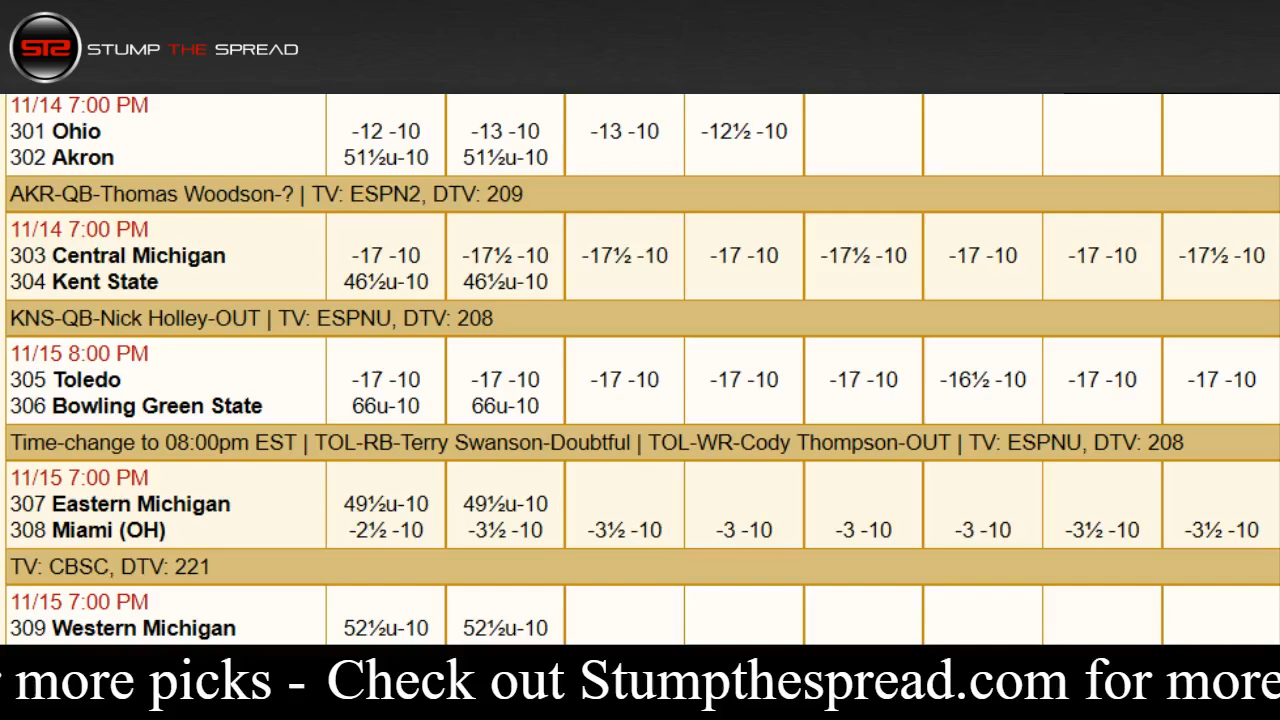 STS STUMP THE SPREAD
11/14 7:00 PM
301 Ohio -12 -10 -13 -10 -13 -10 -12½ -10
302 Akron 51½u-10 51½u-10
AKR-QB-Thomas Woodson-? | TV: ESPN2, DTV: 209
11/14 7:00 PM
303 Central Michigan -17 -10 -17½ -10 -17½ -10 -17 -10 -17½ -10 -17 -10 -17 -10 -17½ -10
304 Kent State 46½u-10 46½u-10
KNS-QB-Nick Holley-OUT | TV: ESPNU, DTV: 208
11/15 8:00 PM
305 Toledo -17 -10 -17 -10 -17 -10 -17 -10 -17 -10 -16½ -10 -17 -10 -17 -10
306 Bowling Green State 66u-10 66u-10
Time-change to 08:00pm EST | TOL-RB-Terry Swanson-Doubtful | TOL-WR-Cody Thompson-OUT | TV: ESPNU, DTV: 208
11/15 7:00 PM
307 Eastern Michigan 49½u-10 49½u-10
308 Miami (OH) -2½ -10 -3½ -10 -3½ -10 -3 -10 -3 -10 -3 -10 -3½ -10 -3½ -10
TV: CBSC, DTV: 221
11/15 7:00 PM
309 Western Michigan 52½u-10 52½u-10
r more picks - Check out Stumpthespread.com for more